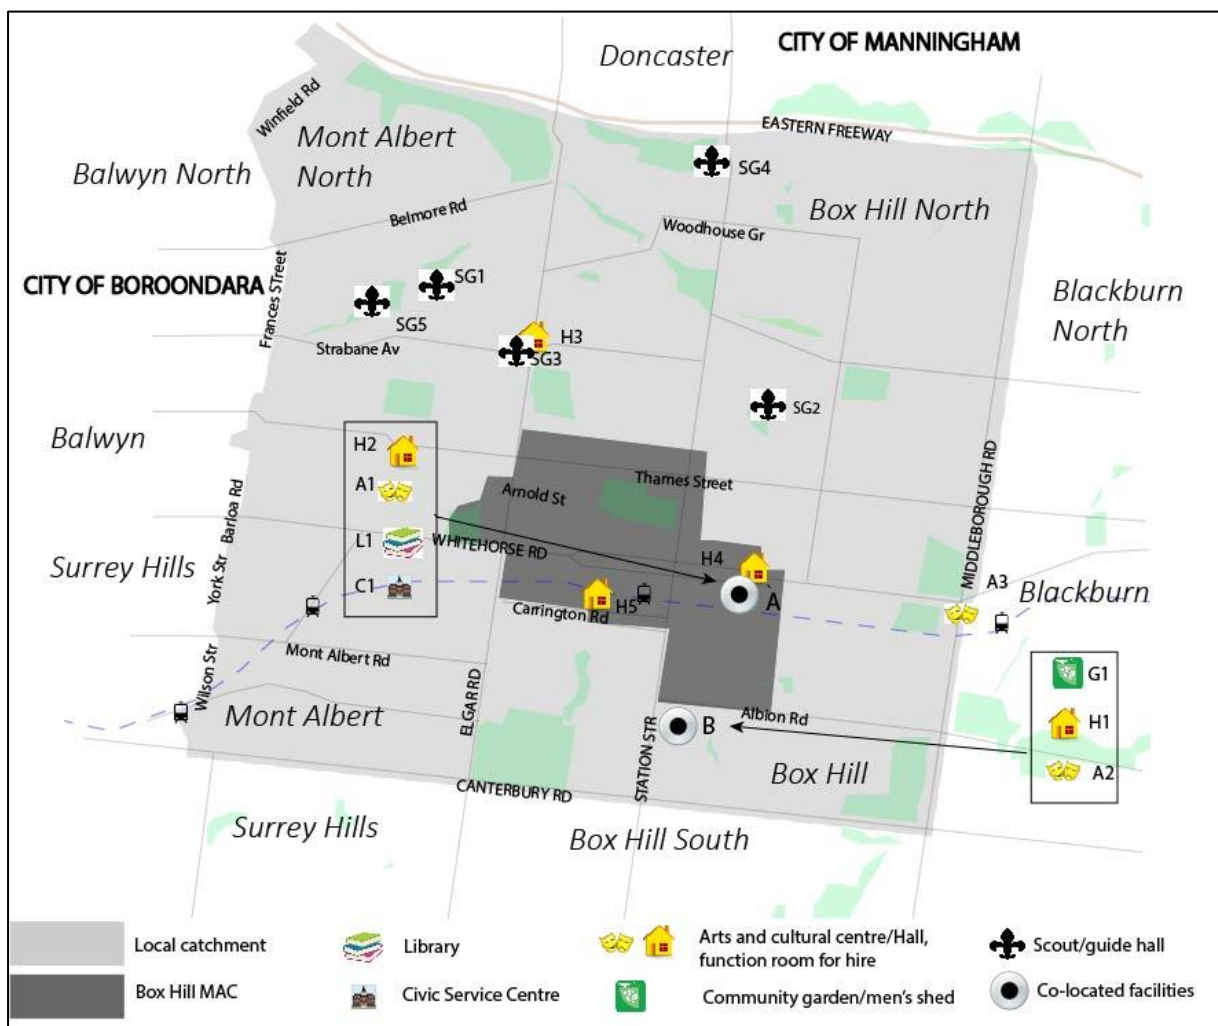 Doncaster
CITY OF MANNINGHAM
Winfield Rd
EASTERN FREEWAY
Mont Albert
North
Balwyn North
SG4
Box Hill North
Belmore Rd
Woodhouse Gr
CITY OF BOROONDARA
Frances STreet
SG1
SG5
Blackburn
North
Strabane Av
H3
SG3
SG2
Balwyn
H2
A1
L1
C1
Thames Street
Arnold St
WHITEHORSE RD
MIDDLEBOROUGH RD
York Str
Barloa Rd
Surrey Hills
H4
A
H5
Carrington Rd
A3
Blackburn
Wilson Str
Mont Albert Rd
ELGAR RD
Mont Albert
G1
H1
A2
Albion Rd
B
STATION STR
Box Hill
CANTERBURY RD
Surrey Hills
Box Hill South
Local catchment
Library
Arts and cultural centre/Hall,
function room for hire
Scout/guide hall
Box Hill MAC
Civic Service Centre
Community garden/men's shed
Co-located facilities